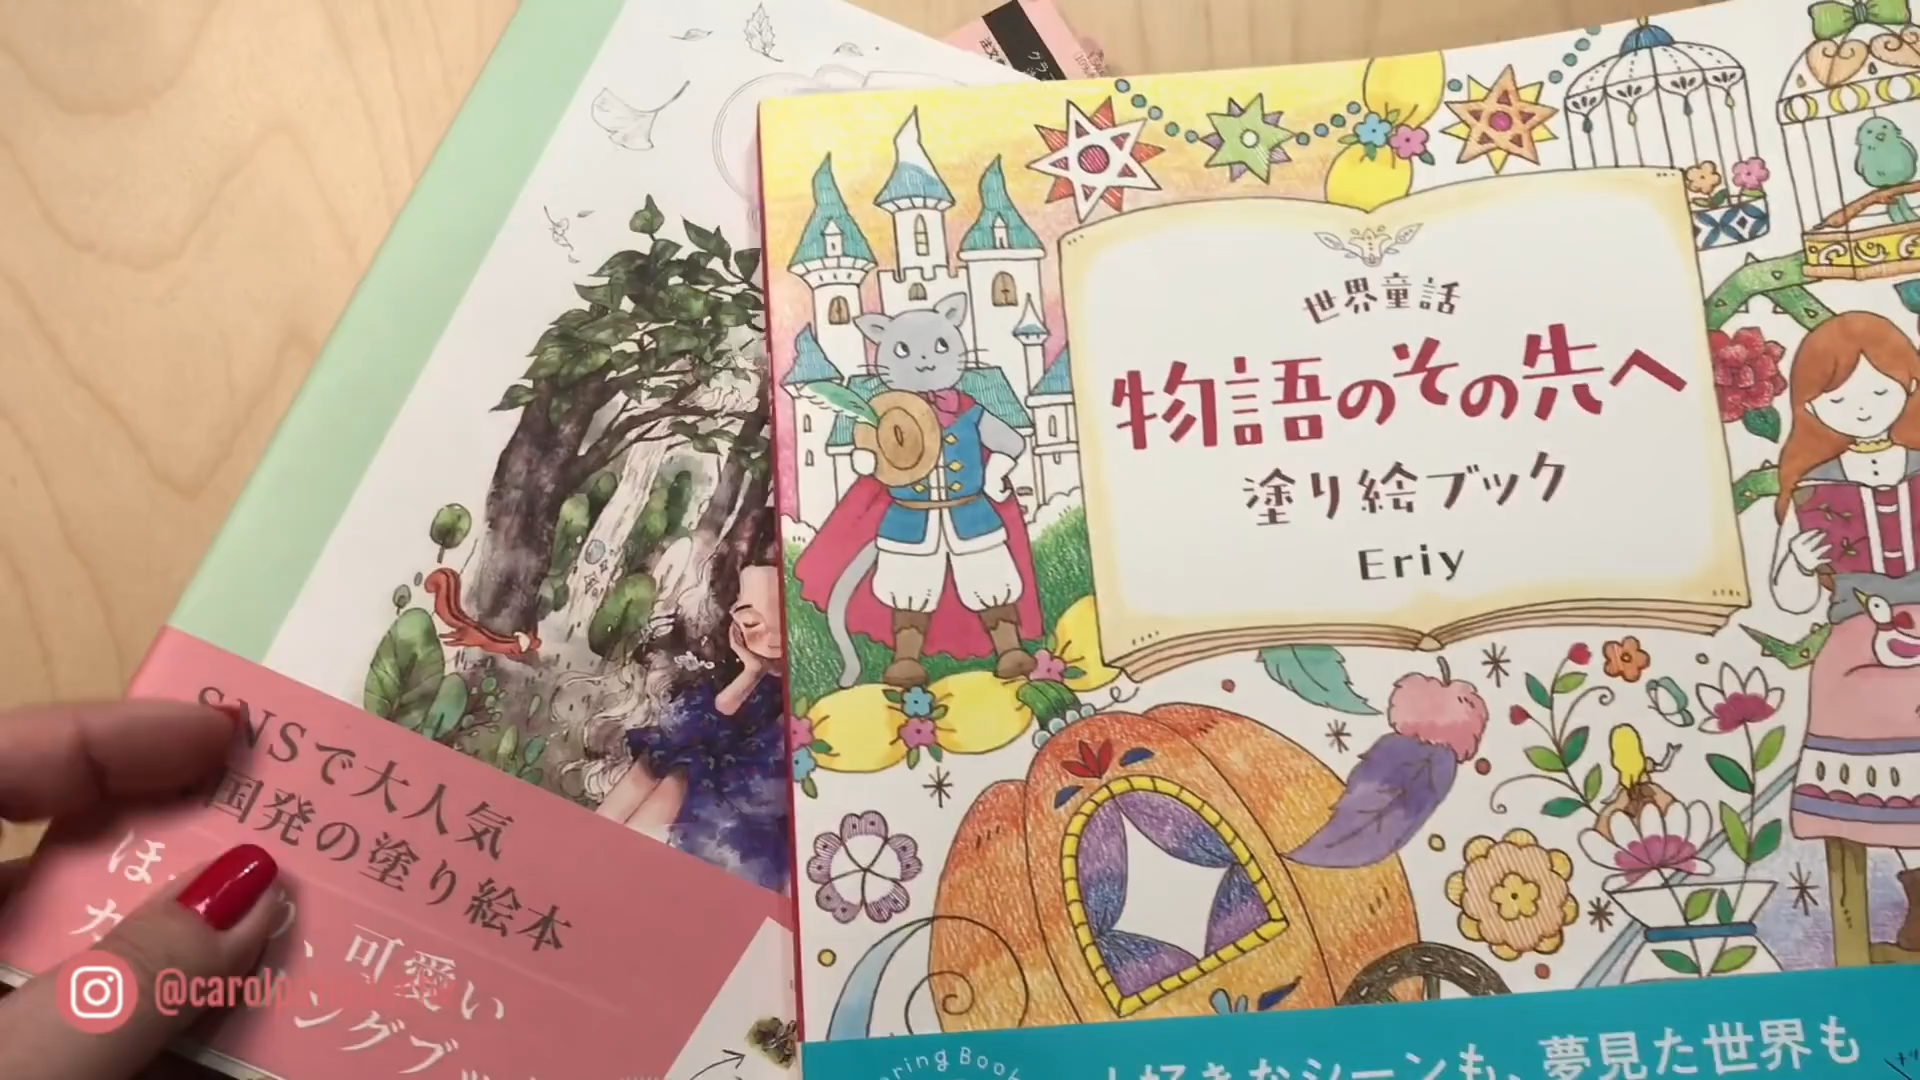 世界童話
物語のその先へ
塗り絵ブック
Eriy
SNSで大人気
国発の塗り絵本
可愛い
ングブッ
好きなシーンも、夢見た世界も
@carol